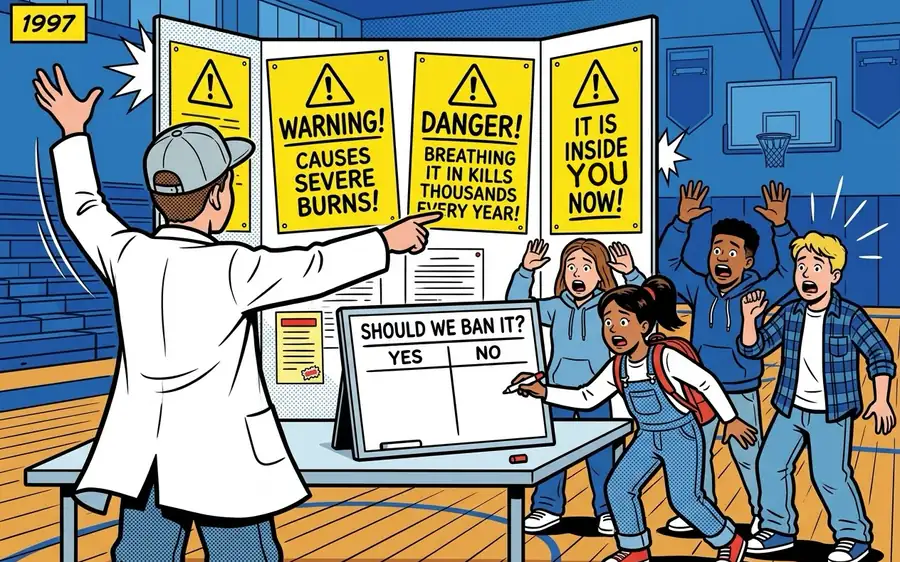 1997
WARNING!
CAUSES
SEVERE
BURNS!
DANGER!
BREATHING
IT IN KILLS
THOUSANDS
EVERY YEAR!
IT IS
INSIDE
YOU
NOW!
SHOULD WE BAN IT?
YES NO